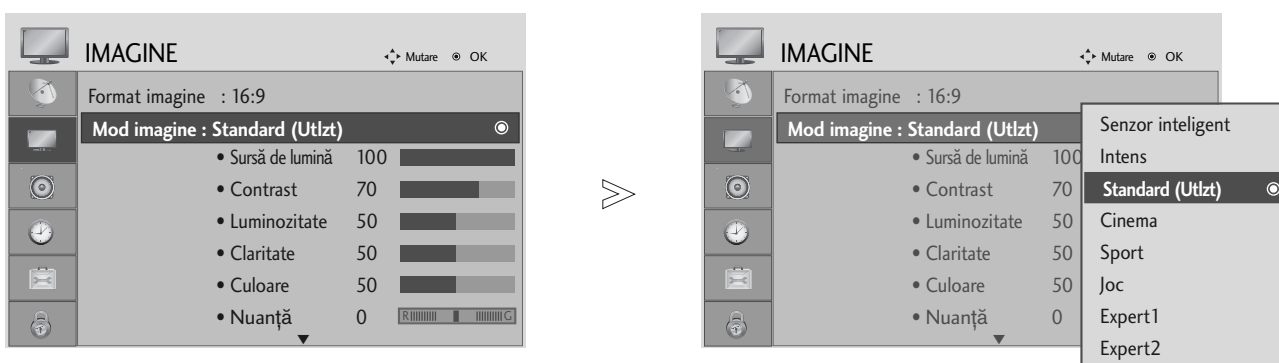 IMAGINE
Mutare OK
Format imagine : 16:9
Mod imagine : Standard (Utlzt)
• Sursă de lumină 100
• Contrast 70
• Luminozitate 50
• Claritate 50
• Culoare 50
• Nuanță 0 R G
IMAGINE
Mutare OK
Format imagine : 16:9
Mod imagine : Standard (Utlzt)
• Sursă de lumină 100
• Contrast 70
• Luminozitate 50
• Claritate 50
• Culoare 50
• Nuanță 0
Senzor inteligent
Intens
Standard (Utlzt)
Cinema
Sport
Joc
Expert1
Expert2